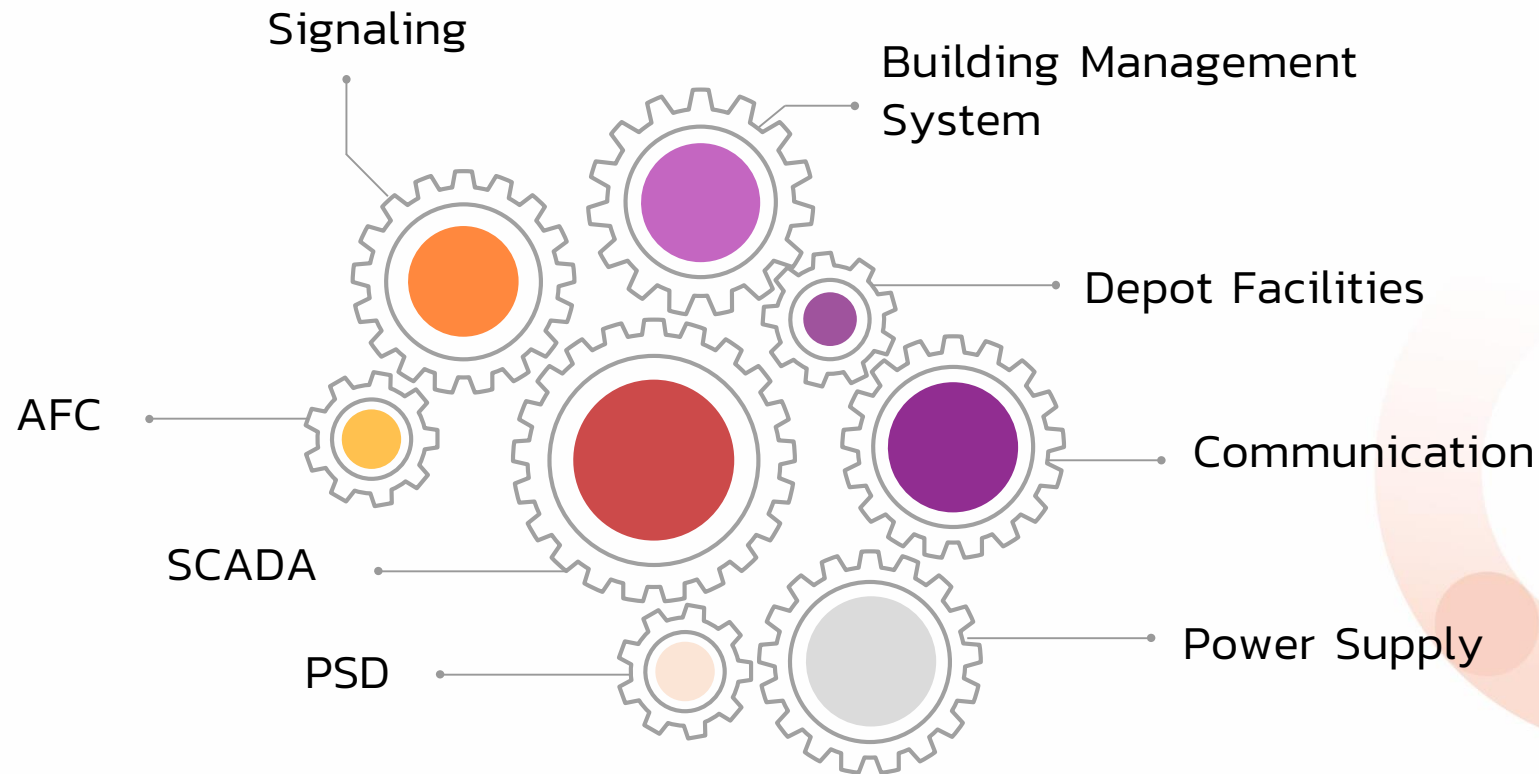 Signaling
Building Management
System
Depot Facilities
AFC
Communication
SCADA
Power Supply
PSD